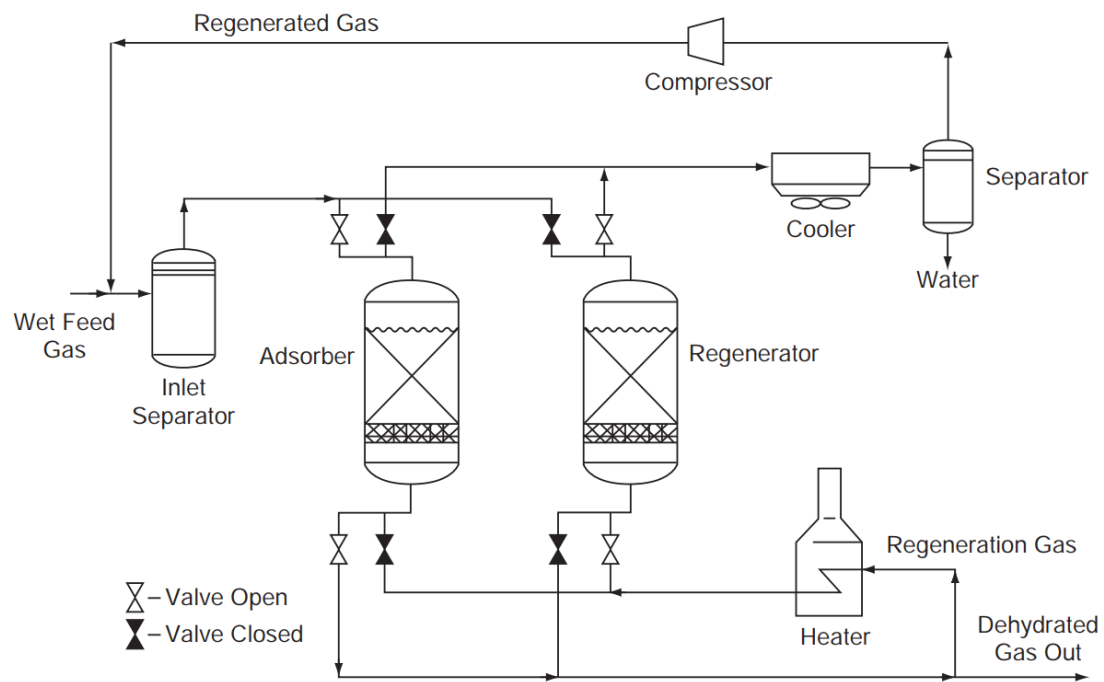 Regenerated Gas
Compressor
Separator
Cooler
Water
Wet Feed
Gas
Inlet
Separator
Adsorber
Regenerator
Regeneration Gas
– Valve Open
– Valve Closed
Heater
Dehydrated
Gas Out